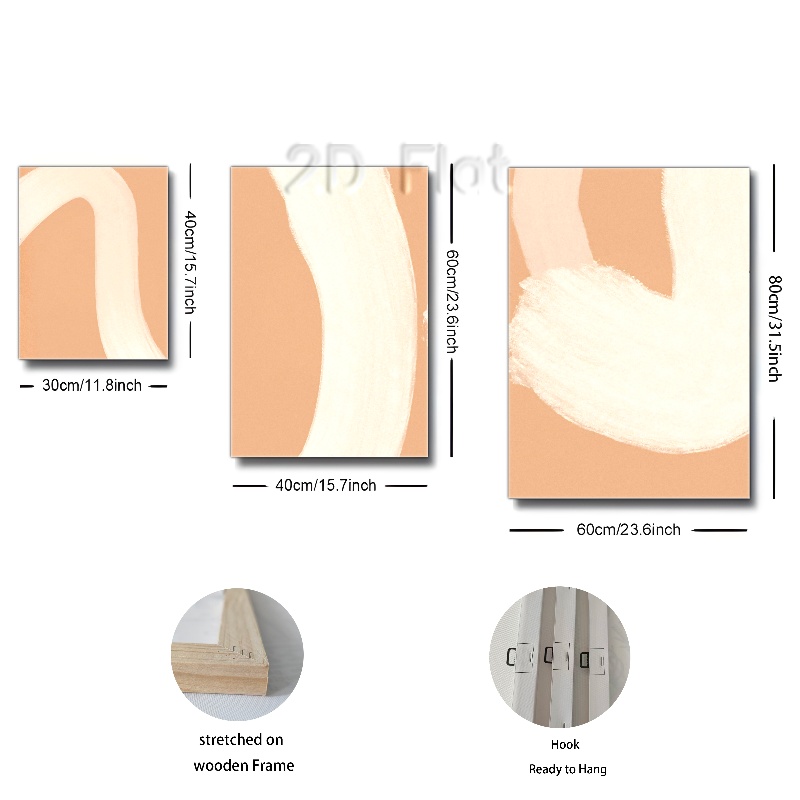 2D Flat
40cm/15.7inch
60cm/23.6inch
80cm/31.5inch
30cm/11.8inch
40cm/15.7inch
60cm/23.6inch
stretched on
wooden Frame
Hook
Ready to Hang